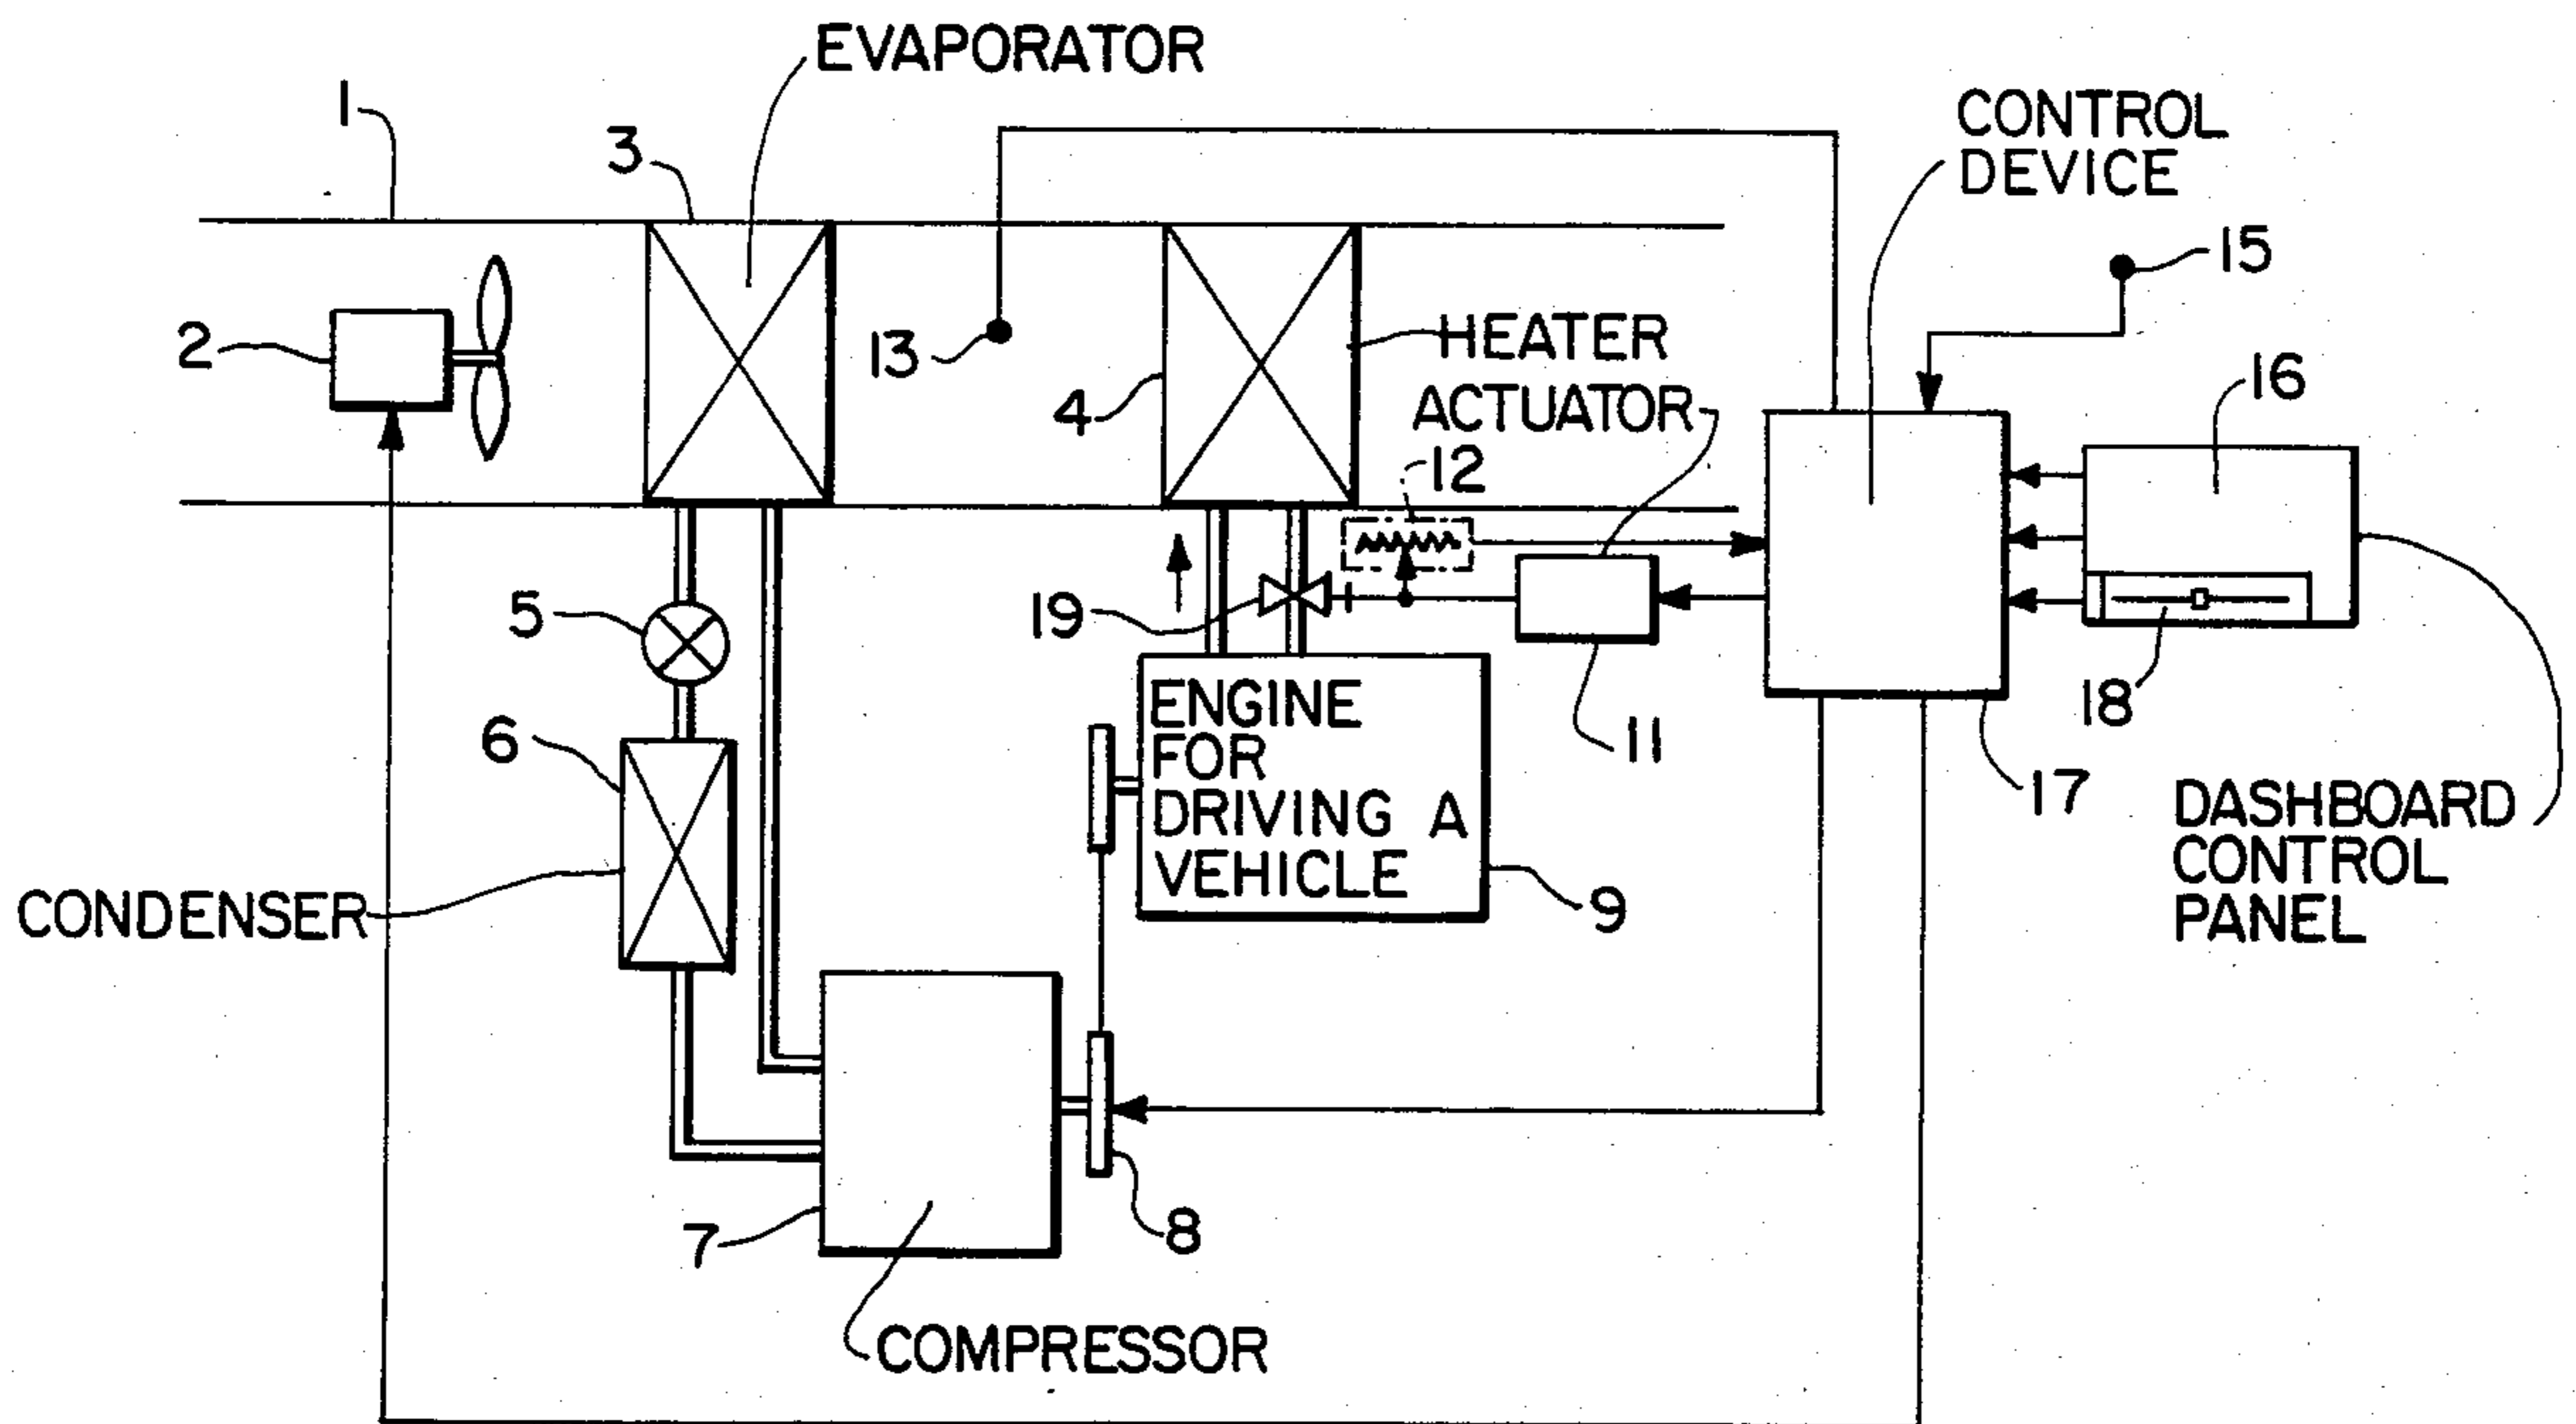 EVAPORATOR
1
3
CONTROL
DEVICE
15
2
13
HEATER
4
ACTUATOR
12
16
5
19
18
11
17
6
ENGINE
FOR
DRIVING A
VEHICLE
9
DASHBOARD
CONTROL
PANEL
CONDENSER
7
8
COMPRESSOR